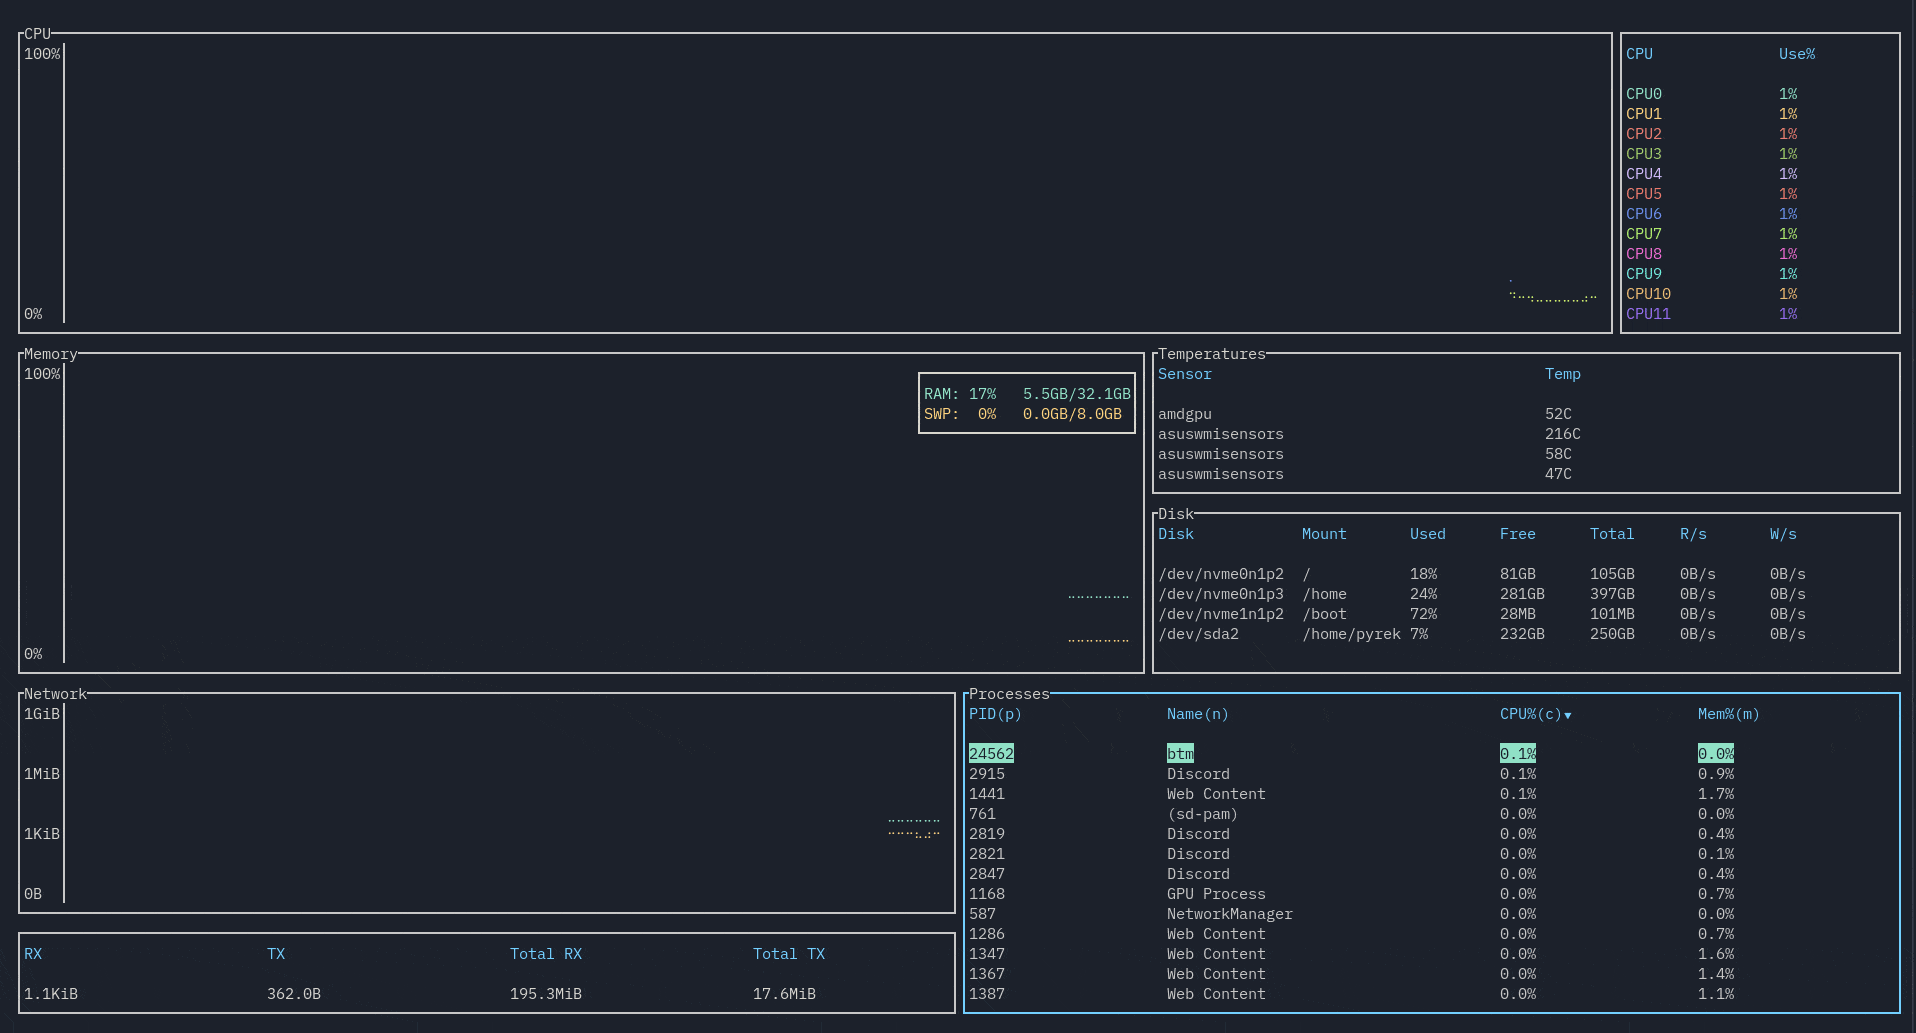 CPU
100%
0%
CPU Use%
CPU0 1%
CPU1 1%
CPU2 1%
CPU3 1%
CPU4 1%
CPU5 1%
CPU6 1%
CPU7 1%
CPU8 1%
CPU9 1%
CPU10 1%
CPU11 1%
Memory
100%
RAM: 17% 5.5GB/32.1GB
SWP: 0% 0.0GB/8.0GB
0%
Temperatures
Sensor Temp
amdgpu 52C
asuswmisensors 216C
asuswmisensors 58C
asuswmisensors 47C
Disk
Disk Mount Used Free Total R/s W/s
/dev/nvme0n1p2 / 18% 81GB 105GB 0B/s 0B/s
/dev/nvme0n1p3 /home 24% 281GB 397GB 0B/s 0B/s
/dev/nvme1n1p2 /boot 72% 28MB 101MB 0B/s 0B/s
/dev/sda2 /home/pyrek 7% 232GB 250GB 0B/s 0B/s
Network
1GiB
1MiB
1KiB
0B
RX TX Total RX Total TX
1.1KiB 362.0B 195.3MiB 17.6MiB
Processes
PID(p) Name(n) CPU%(c)▼ Mem%(m)
24562 btm 0.1% 0.0%
2915 Discord 0.1% 0.9%
1441 Web Content 0.1% 1.7%
761 (sd-pam) 0.0% 0.0%
2819 Discord 0.0% 0.4%
2821 Discord 0.0% 0.1%
2847 Discord 0.0% 0.4%
1168 GPU Process 0.0% 0.7%
587 NetworkManager 0.0% 0.0%
1286 Web Content 0.0% 0.7%
1347 Web Content 0.0% 1.6%
1367 Web Content 0.0% 1.4%
1387 Web Content 0.0% 1.1%